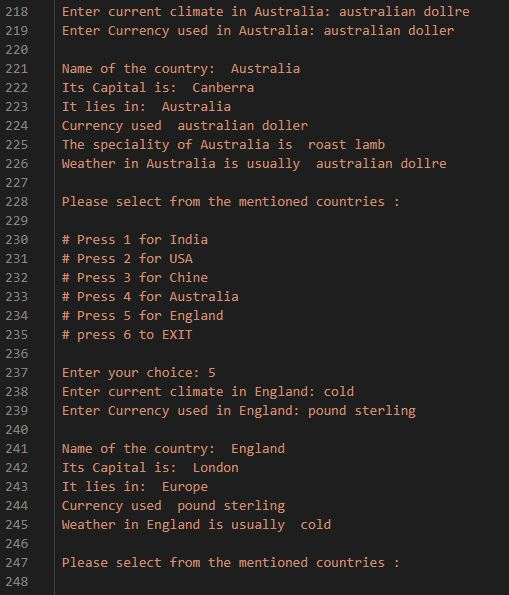 218 Enter current climate in Australia: australian dollre
219 Enter Currency used in Australia: australian doller
220
221 Name of the country:  Australia
222 Its Capital is:  Canberra
223 It lies in:  Australia
224 Currency used  australian doller
225 The speciality of Australia is  roast lamb
226 Weather in Australia is usually  australian dollre
227
228 Please select from the mentioned countries :
229
230 # Press 1 for India
231 # Press 2 for USA
232 # Press 3 for Chine
233 # Press 4 for Australia
234 # Press 5 for England
235 # press 6 to EXIT
236
237 Enter your choice: 5
238 Enter current climate in England: cold
239 Enter Currency used in England: pound sterling
240
241 Name of the country:  England
242 Its Capital is:  London
243 It lies in:  Europe
244 Currency used  pound sterling
245 Weather in England is usually  cold
246
247 Please select from the mentioned countries :
248